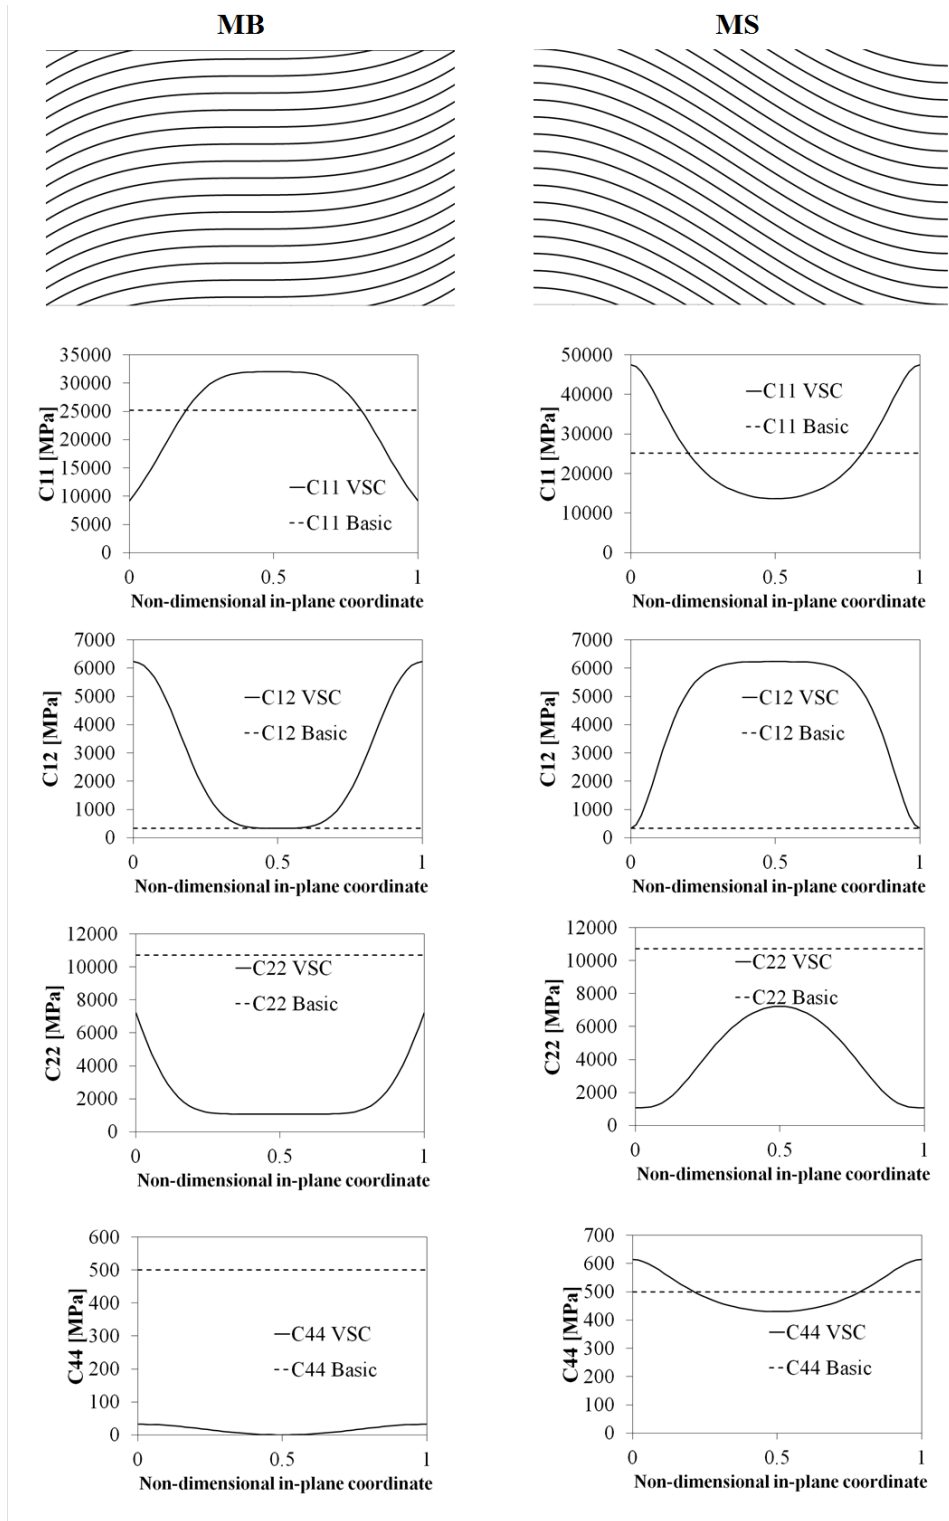 MB
MS
35000
30000
25000
20000
15000
10000
5000
0
C11 [MPa]
C11 VSC
C11 Basic
0 0.5 1
Non-dimensional in-plane coordinate
50000
40000
30000
20000
10000
0
C11 [MPa]
C11 VSC
C11 Basic
0 0.5 1
Non-dimensional in-plane coordinate
7000
6000
5000
4000
3000
2000
1000
0
C12 [MPa]
C12 VSC
C12 Basic
0 0.5 1
Non-dimensional in-plane coordinate
7000
6000
5000
4000
3000
2000
1000
0
C12 [MPa]
C12 VSC
C12 Basic
0 0.5 1
Non-dimensional in-plane coordinate
12000
10000
8000
6000
4000
2000
0
C22 [MPa]
C22 VSC
C22 Basic
0 0.5 1
Non-dimensional in-plane coordinate
12000
10000
8000
6000
4000
2000
0
C22 [MPa]
C22 VSC
C22 Basic
0 0.5 1
Non-dimensional in-plane coordinate
600
500
400
300
200
100
0
C44 [MPa]
C44 VSC
C44 Basic
0 0.5 1
Non-dimensional in-plane coordinate
700
600
500
400
300
200
100
0
C44 [MPa]
C44 VSC
C44 Basic
0 0.5 1
Non-dimensional in-plane coordinate